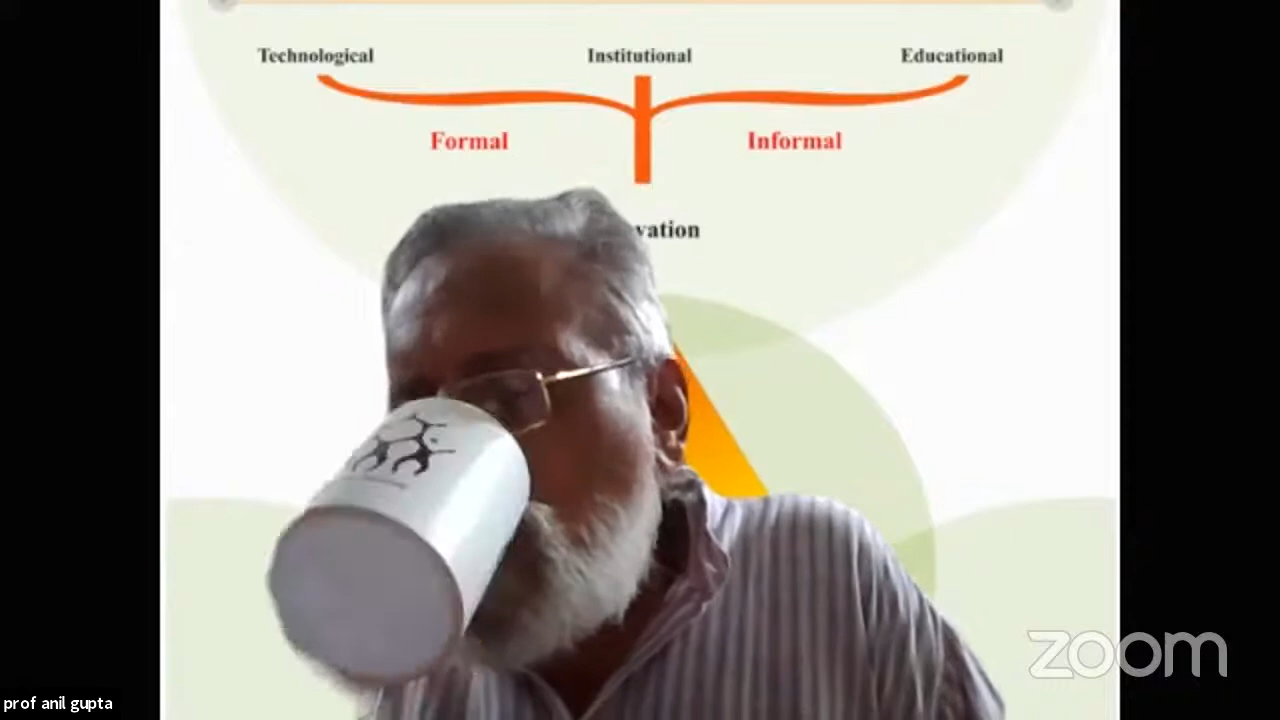 Technological Institutional Educational
Formal Informal
vation
zoom
prof anil gupta